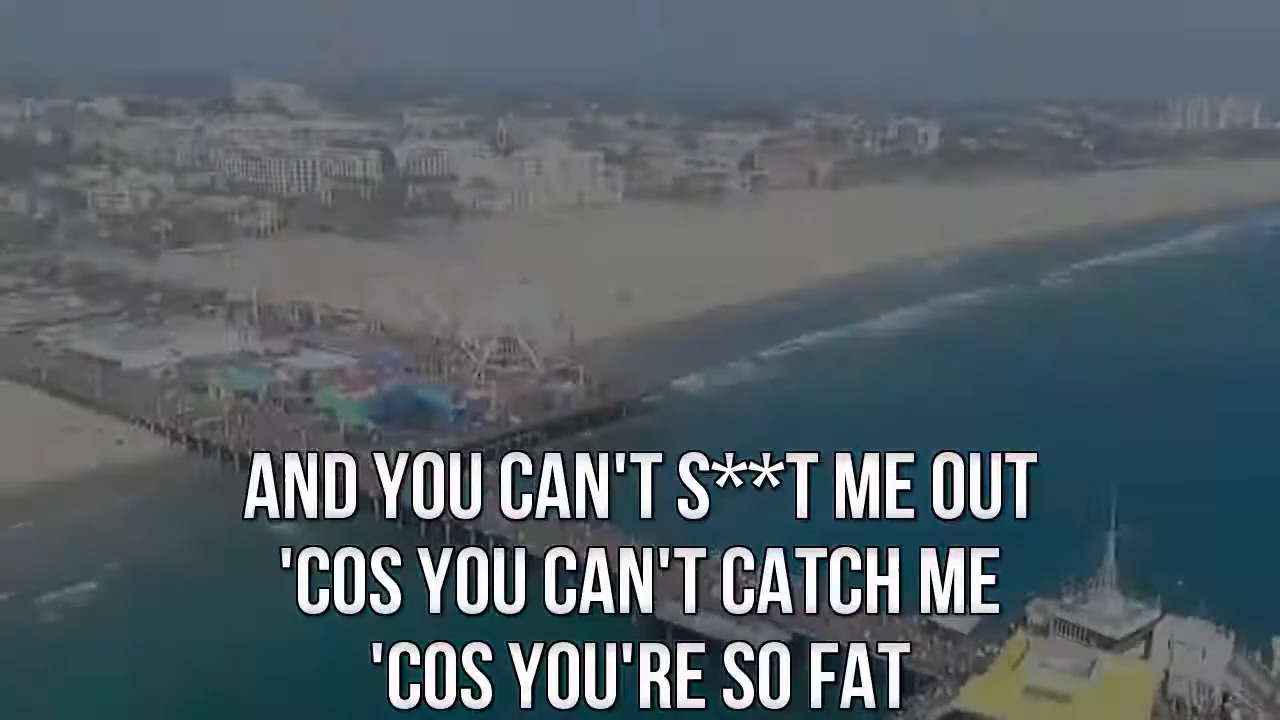 AND YOU CAN'T S**T ME OUT
'COS YOU CAN'T CATCH ME
'COS YOU'RE SO FAT